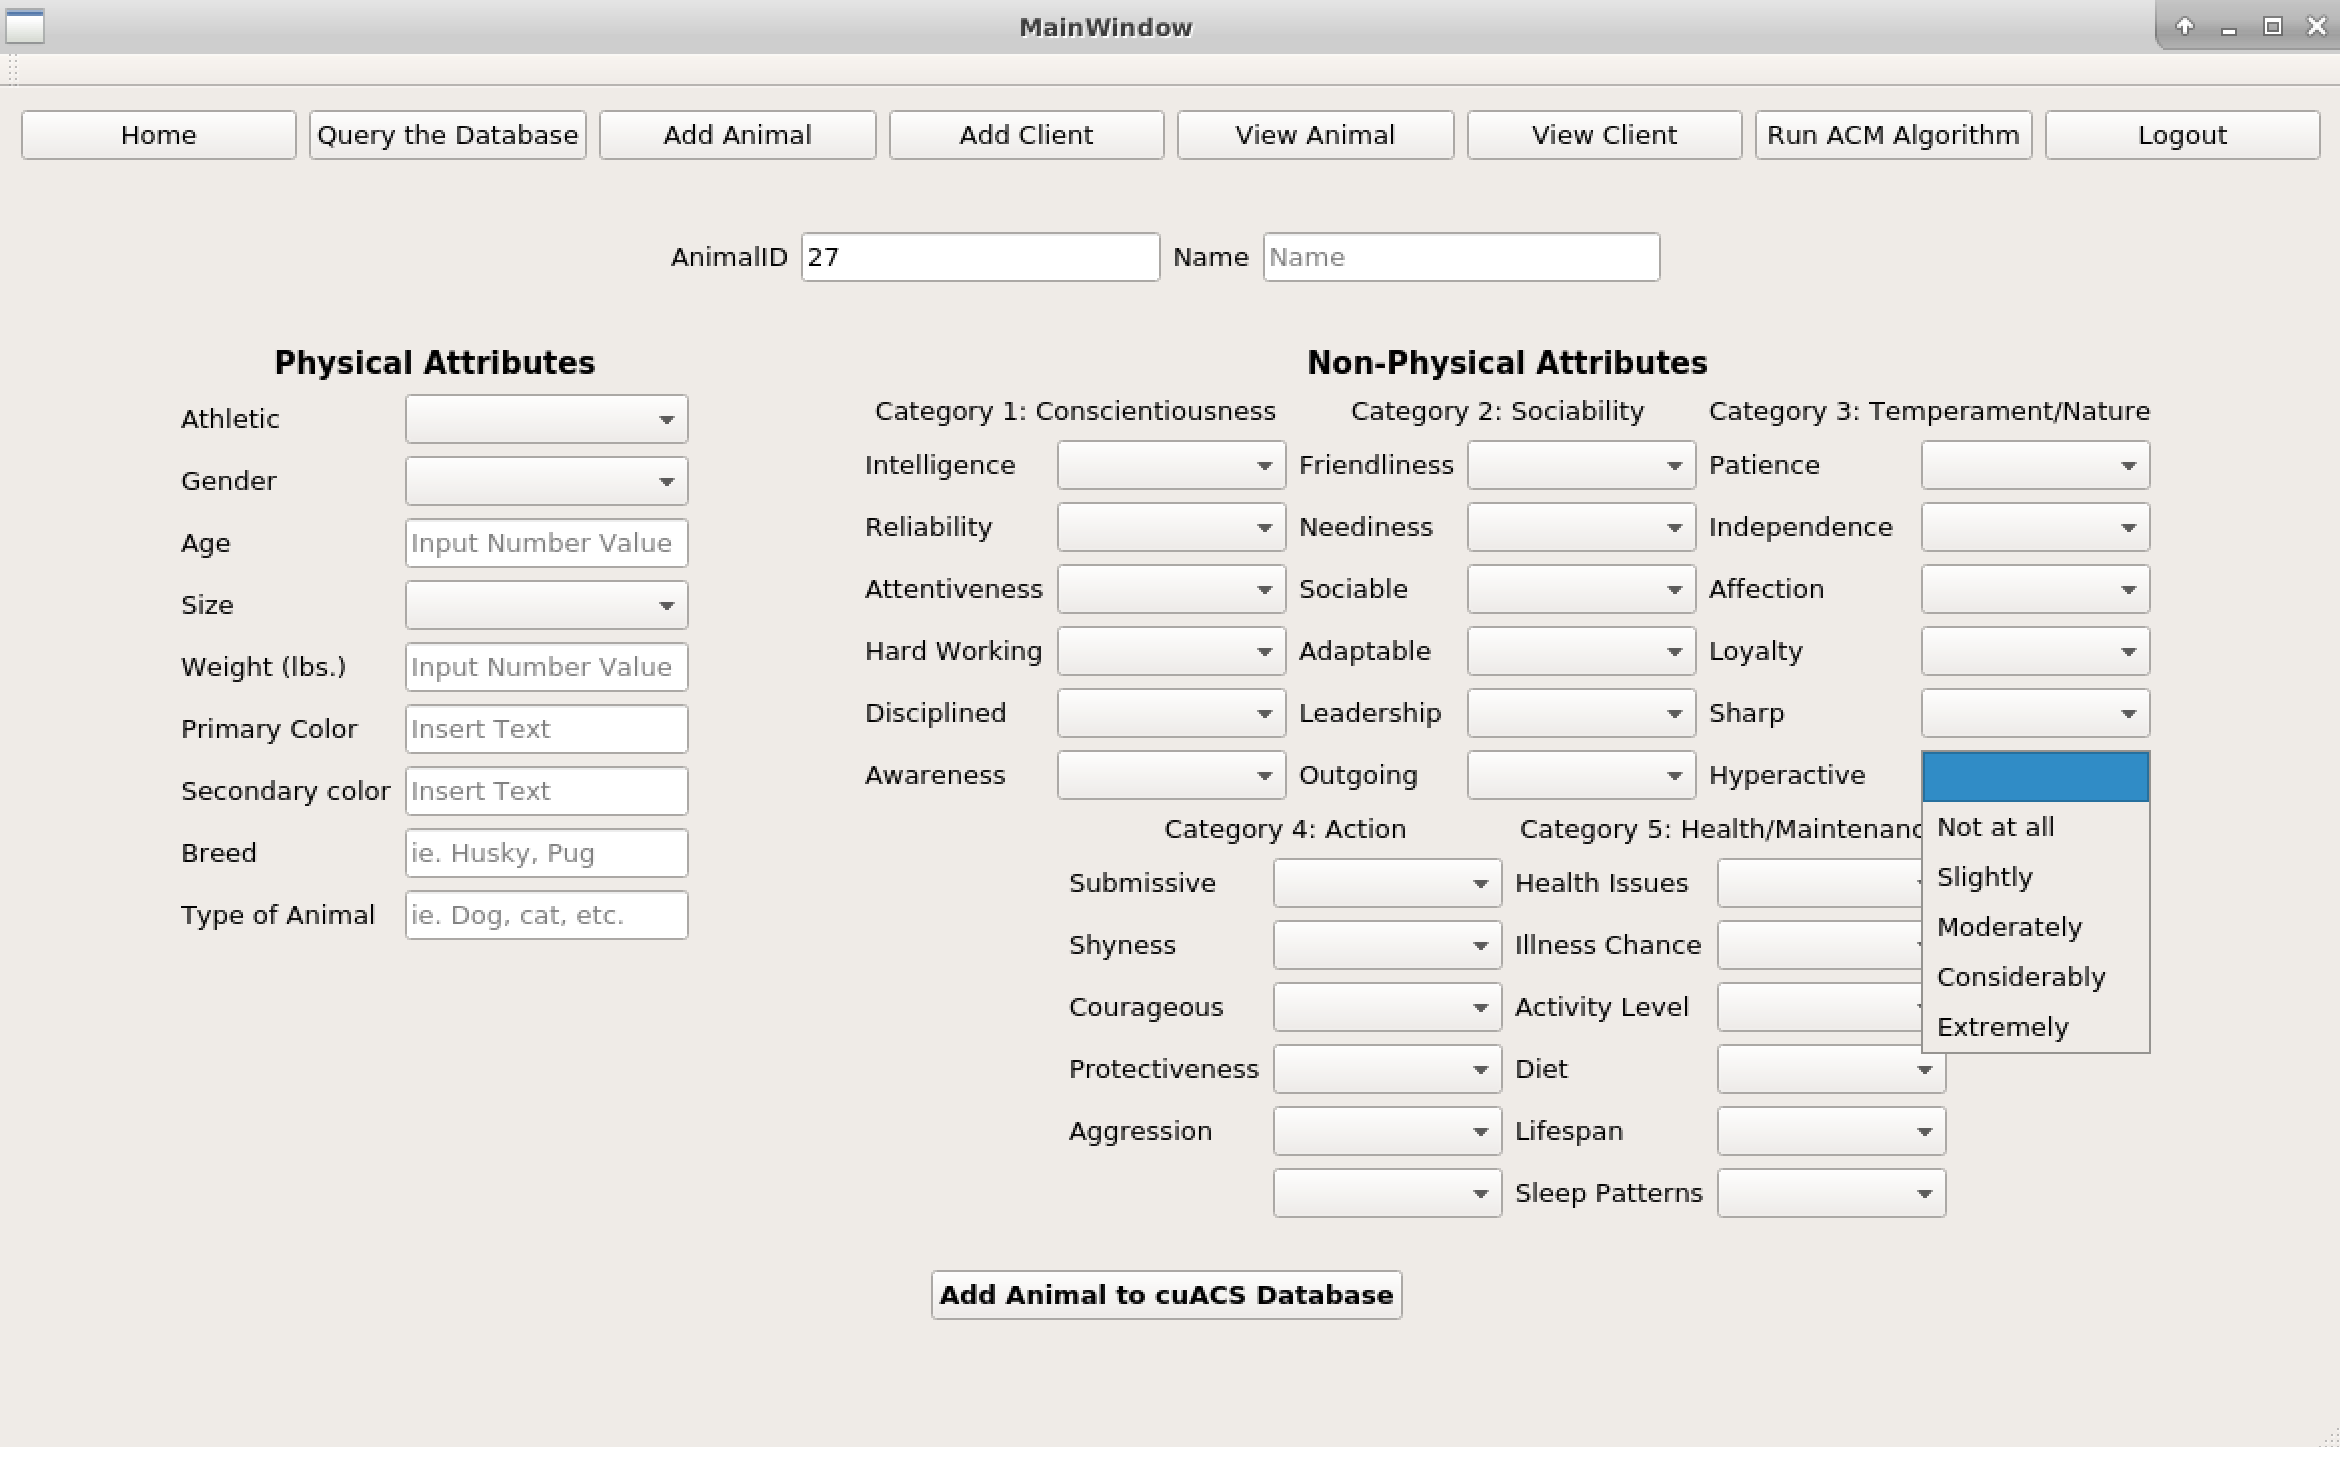 MainWindow
Home Query the Database Add Animal Add Client View Animal View Client Run ACM Algorithm Logout
AnimalID 27 Name Name
Physical Attributes
Athletic
Gender
Age Input Number Value
Size
Weight (lbs.) Input Number Value
Primary Color Insert Text
Secondary color Insert Text
Breed ie. Husky, Pug
Type of Animal ie. Dog, cat, etc.
Non-Physical Attributes
Category 1: Conscientiousness Category 2: Sociability Category 3: Temperament/Nature
Intelligence Friendliness Patience
Reliability Neediness Independence
Attentiveness Sociable Affection
Hard Working Adaptable Loyalty
Disciplined Leadership Sharp
Awareness Outgoing Hyperactive
Not at all
Slightly
Moderately
Considerably
Extremely
Category 4: Action Category 5: Health/Maintenanc
Submissive Health Issues
Shyness Illness Chance
Courageous Activity Level
Protectiveness Diet
Aggression Lifespan
Sleep Patterns
Add Animal to cuACS Database